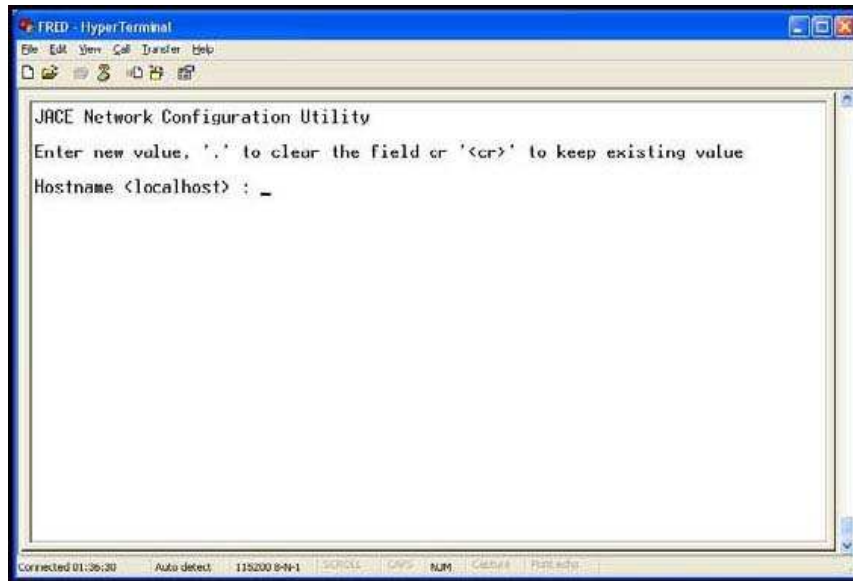 FRED - HyperTerminal
File Edit View Call Transfer Help
JACE Network Configuration Utility
Enter new value, '.' to clear the field or '<cr>' to keep existing value
Hostname <localhost> : _
Connected 01:36:30 Auto detect 115200 8-N-1 SCROLL CAPS NUM Capture Print echo